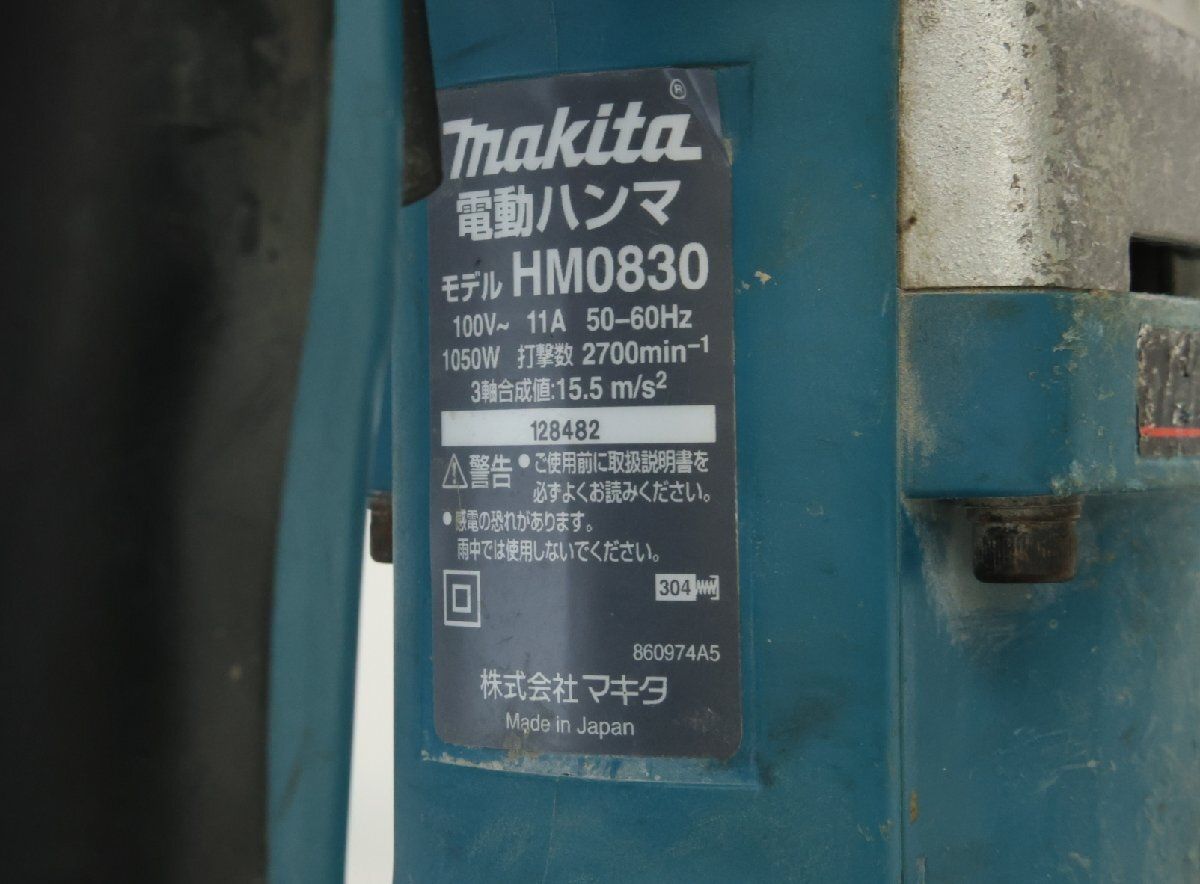 makita®
電動ハンマ
モデル HM0830
100V~ 11A 50-60Hz
1050W 打撃数 2700min⁻¹
3軸合成値:15.5 m/s²
128482
警告 ●ご使用前に取扱説明書を
必ずよくお読みください。
●感電の恐れがあります。
雨中では使用しないでください。
304
860974A5
株式会社 マキタ
Made in Japan